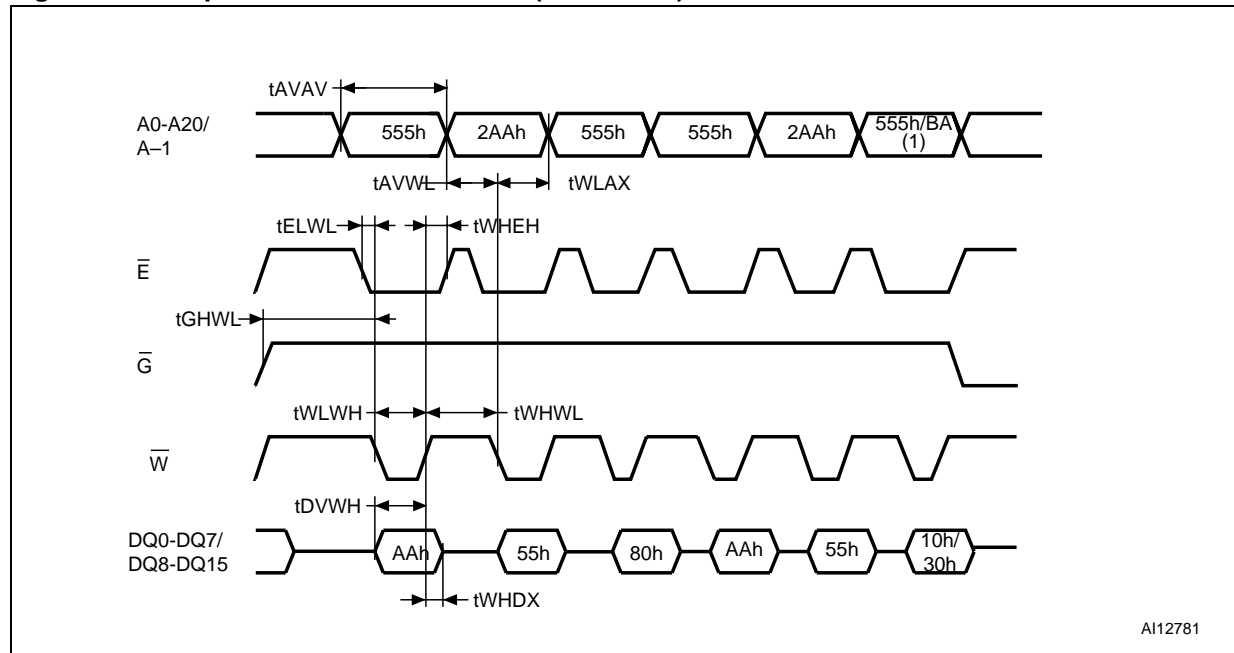 tAVAV
A0-A20/
A–1
555h
2AAh
555h
555h
2AAh
555h/BA
(1)
tAVWL
tWLAX
tELWL
tWHEH
E
tGHWL
G
tWLWH
tWHWL
W
tDVWH
DQ0-DQ7/
DQ8-DQ15
AAh
55h
80h
AAh
55h
10h/
30h
tWHDX
AI12781